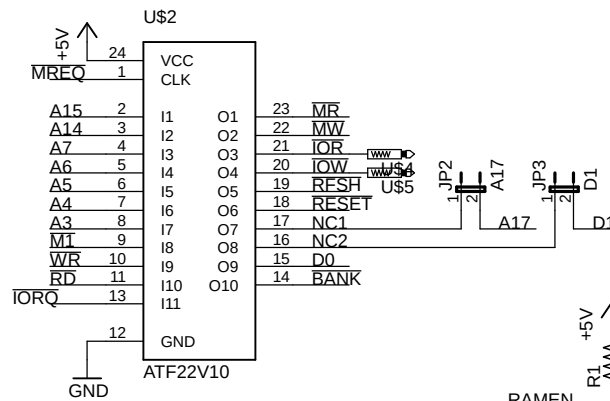 U$2
+5V
24 VCC
MREQ 1 CLK
A15 2 I1 O1 23 MR
A14 3 I2 O2 22 MW
A7 4 I3 O3 21 IOR
A6 5 I4 O4 20 IOW U$4
A5 6 I5 O5 19 RFSH U$5
A4 7 I6 O6 18 RESET
A3 8 I7 O7 17 NC1
M1 9 I8 O8 16 NC2
WR 10 I9 O9 15 D0
RD 11 I10 O10 14 BANK
IORQ 13 I11
12 GND
GND
ATF22V10
JP2
1
2
A17
A17
JP3
1
2
D1
D1
+5V
R1
RAMEN